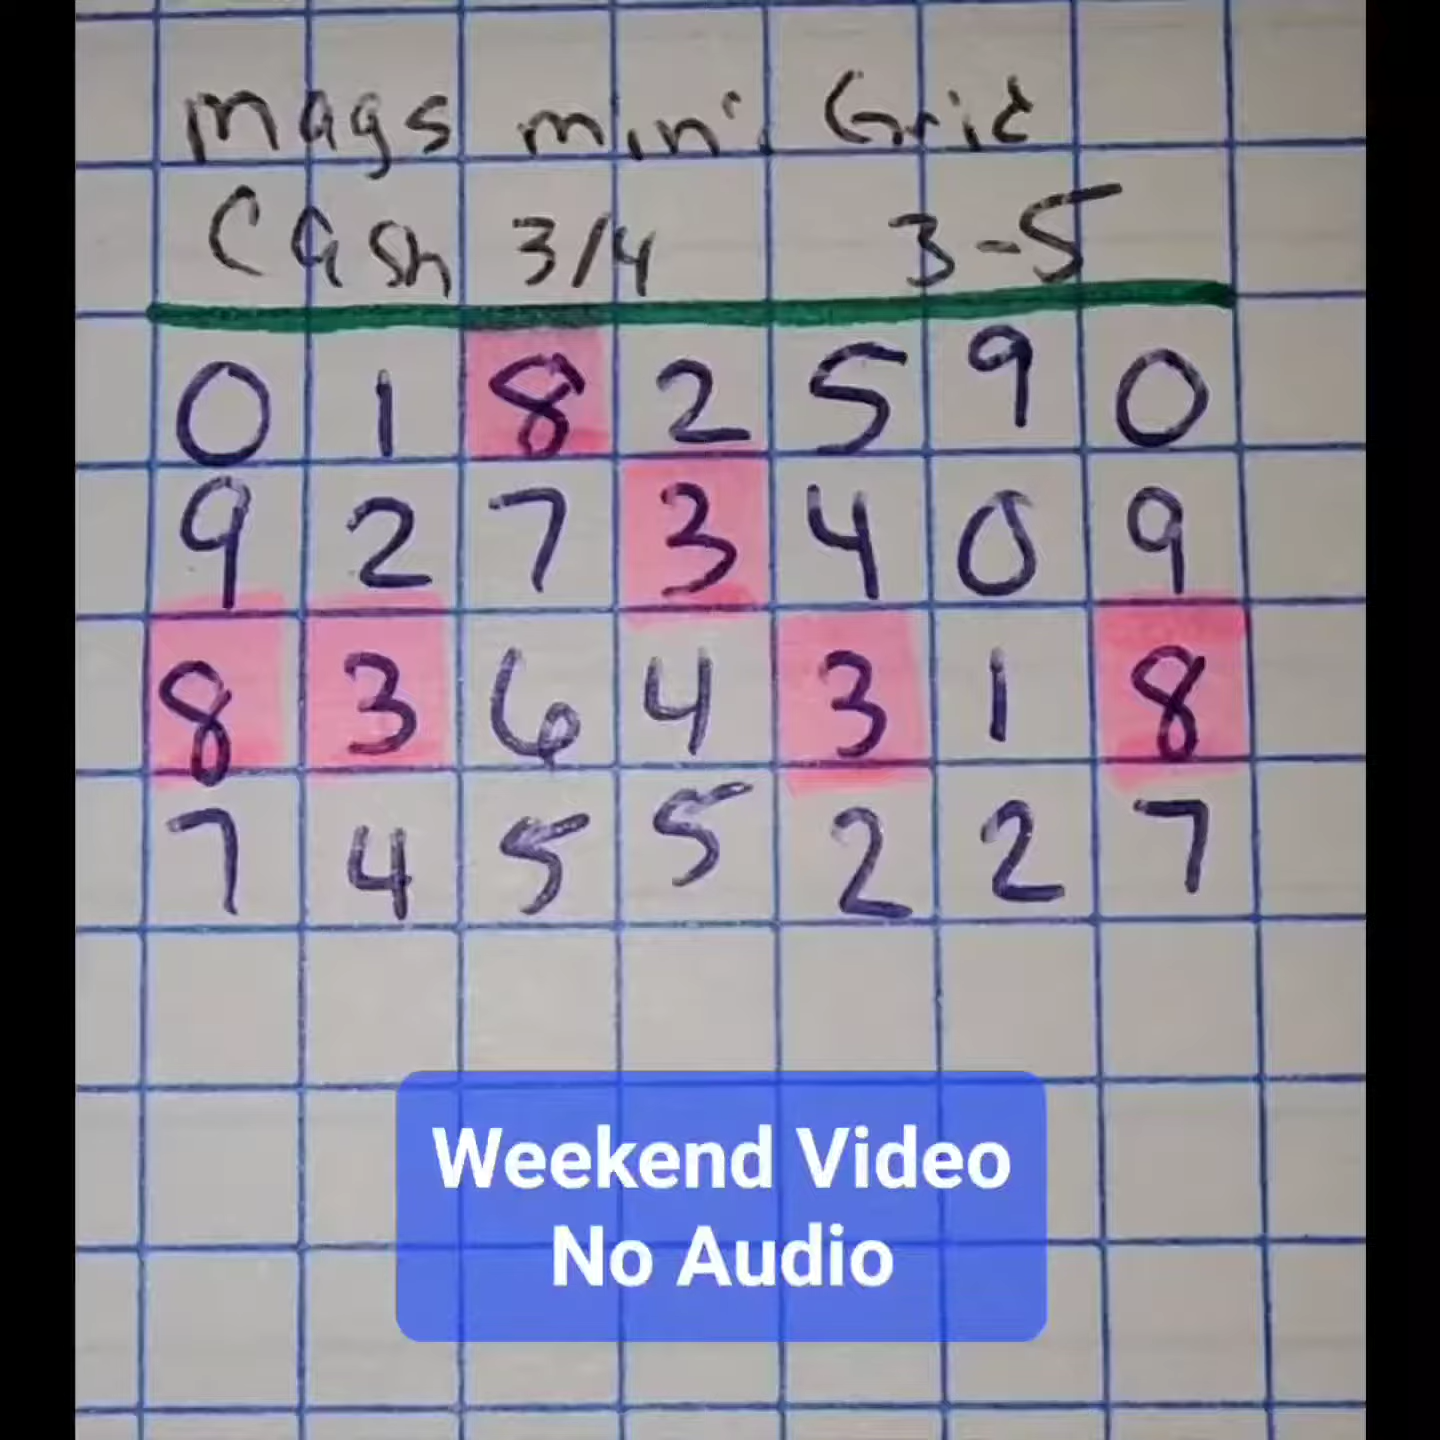 Mags mini Grid
Cash 3/4 3-5
0 1 8 2 5 9 0
9 2 7 3 4 0 9
8 3 6 4 3 1 8
7 4 5 5 2 2 7
Weekend Video
No Audio